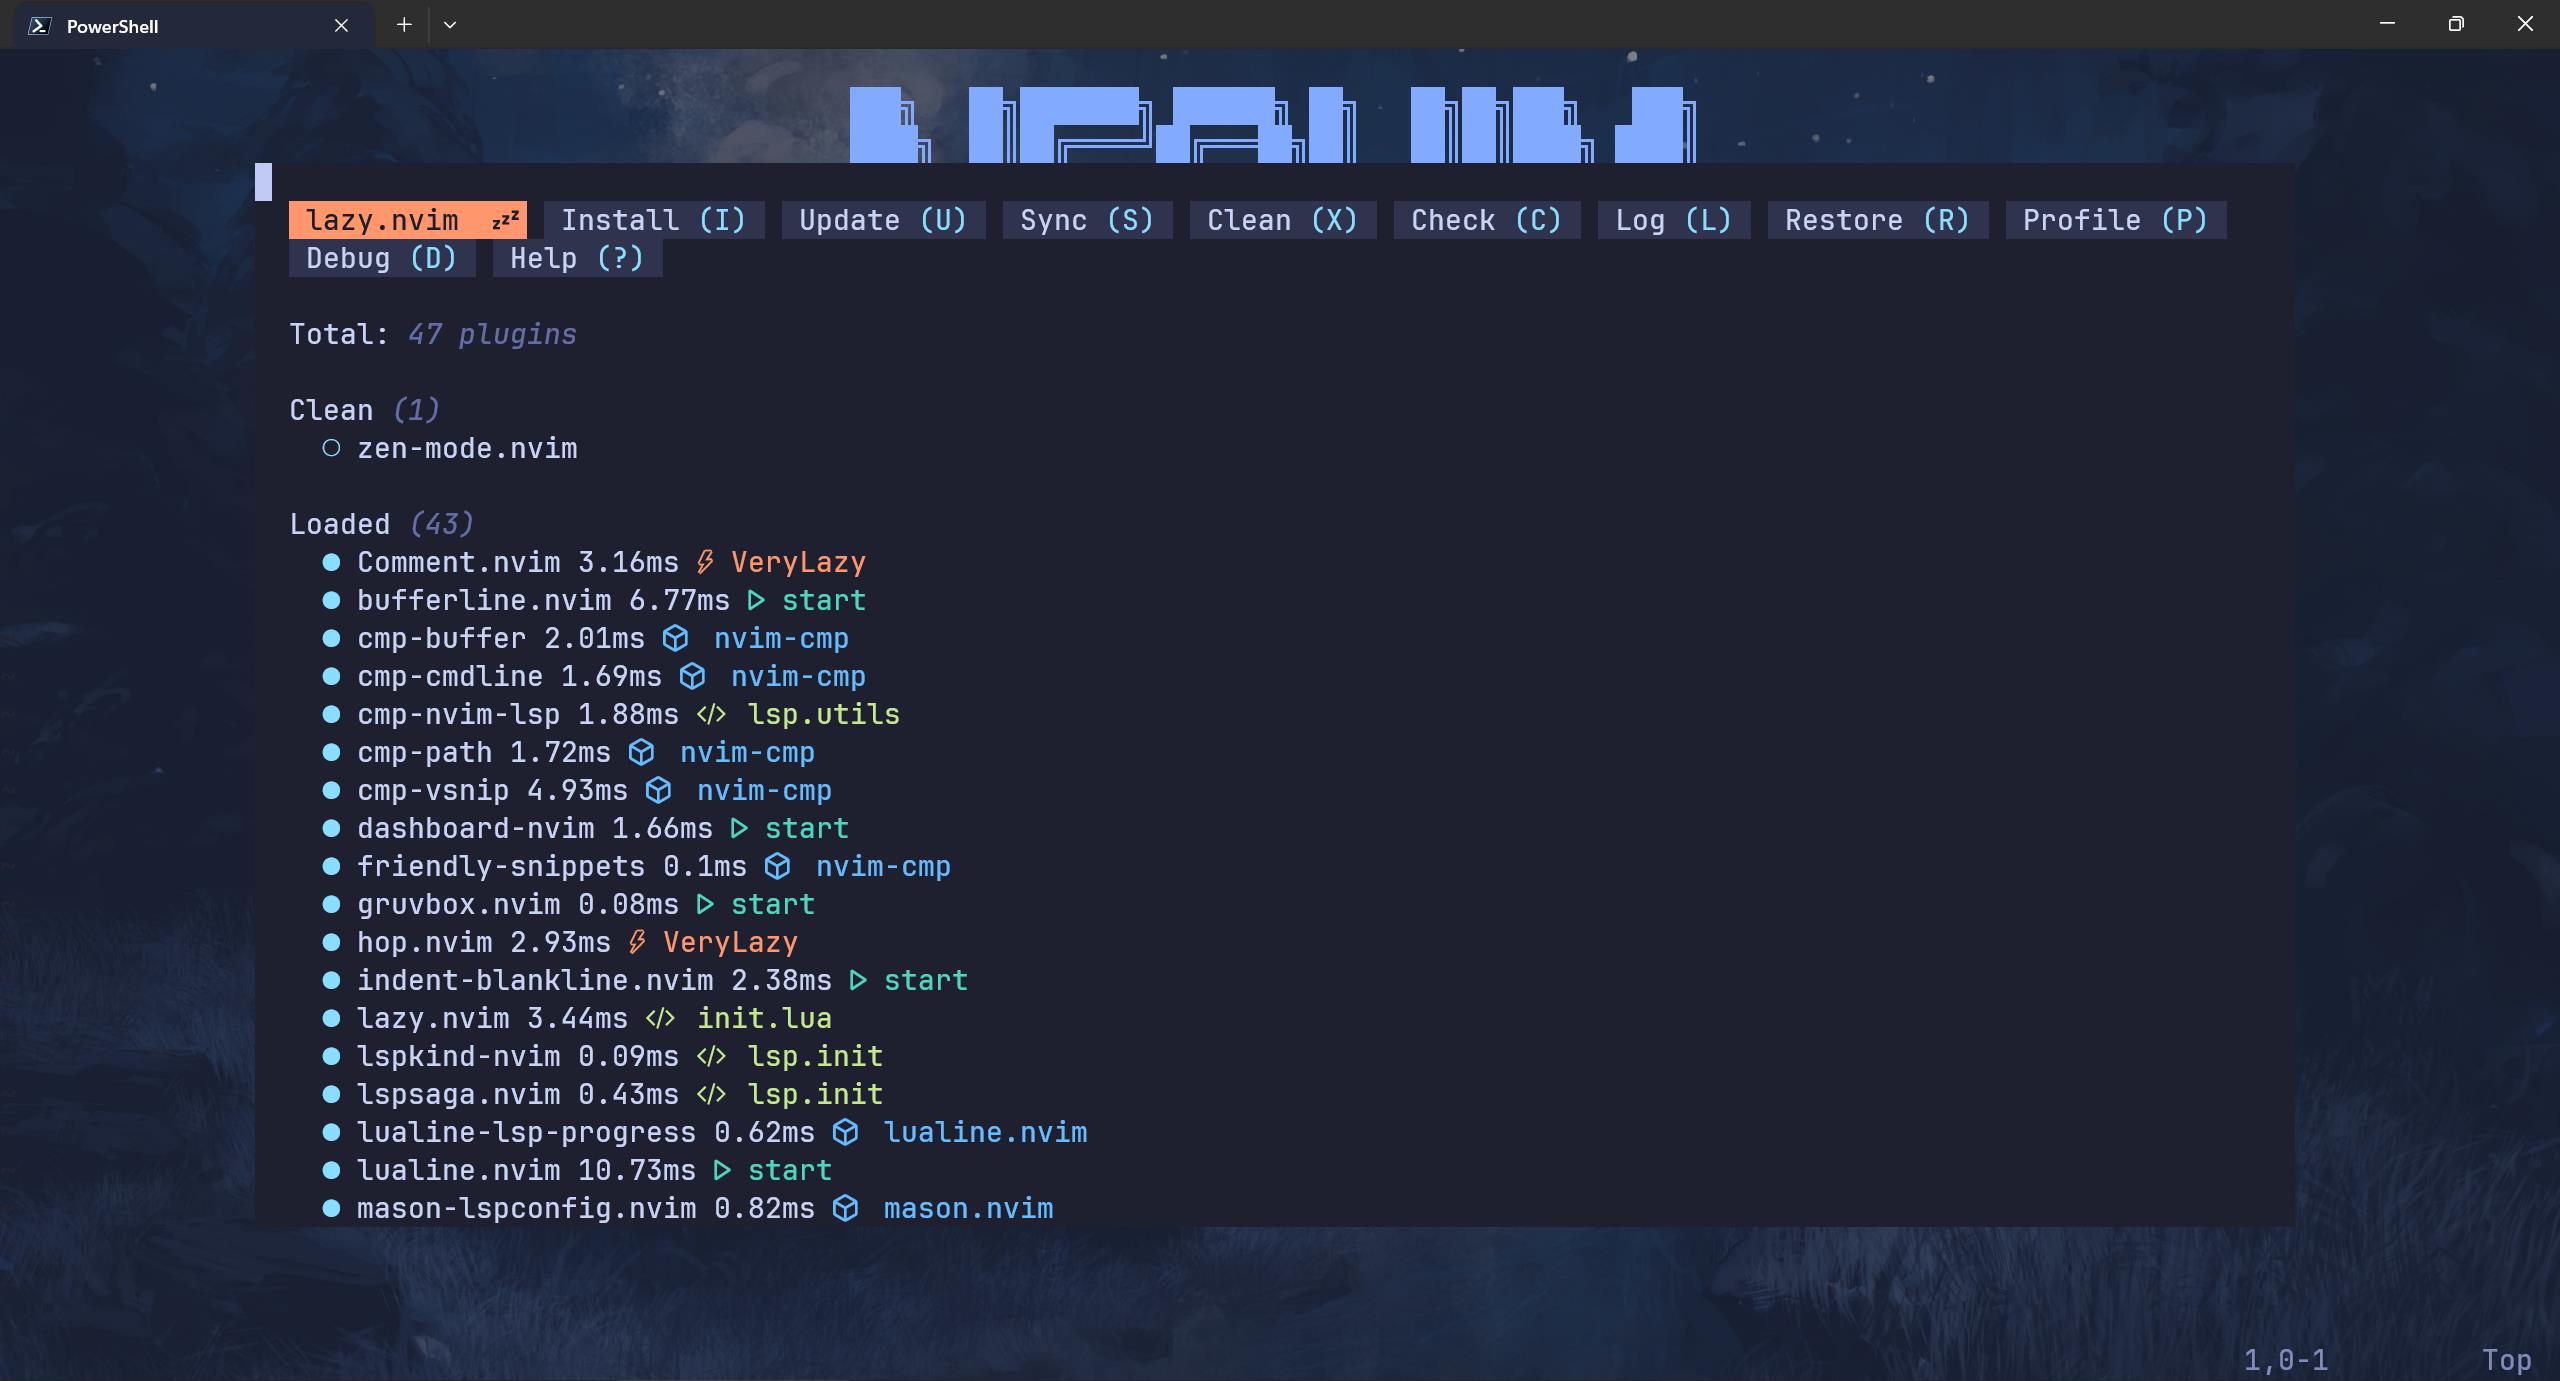 PowerShell
lazy.nvim zzz Install (I) Update (U) Sync (S) Clean (X) Check (C) Log (L) Restore (R) Profile (P)
Debug (D) Help (?)
Total: 47 plugins
Clean (1)
○ zen-mode.nvim
Loaded (43)
● Comment.nvim 3.16ms VeryLazy
● bufferline.nvim 6.77ms start
● cmp-buffer 2.01ms nvim-cmp
● cmp-cmdline 1.69ms nvim-cmp
● cmp-nvim-lsp 1.88ms </> lsp.utils
● cmp-path 1.72ms nvim-cmp
● cmp-vsnip 4.93ms nvim-cmp
● dashboard-nvim 1.66ms start
● friendly-snippets 0.1ms nvim-cmp
● gruvbox.nvim 0.08ms start
● hop.nvim 2.93ms VeryLazy
● indent-blankline.nvim 2.38ms start
● lazy.nvim 3.44ms </> init.lua
● lspkind-nvim 0.09ms </> lsp.init
● lspsaga.nvim 0.43ms </> lsp.init
● lualine-lsp-progress 0.62ms lualine.nvim
● lualine.nvim 10.73ms start
● mason-lspconfig.nvim 0.82ms mason.nvim
1,0-1 Top